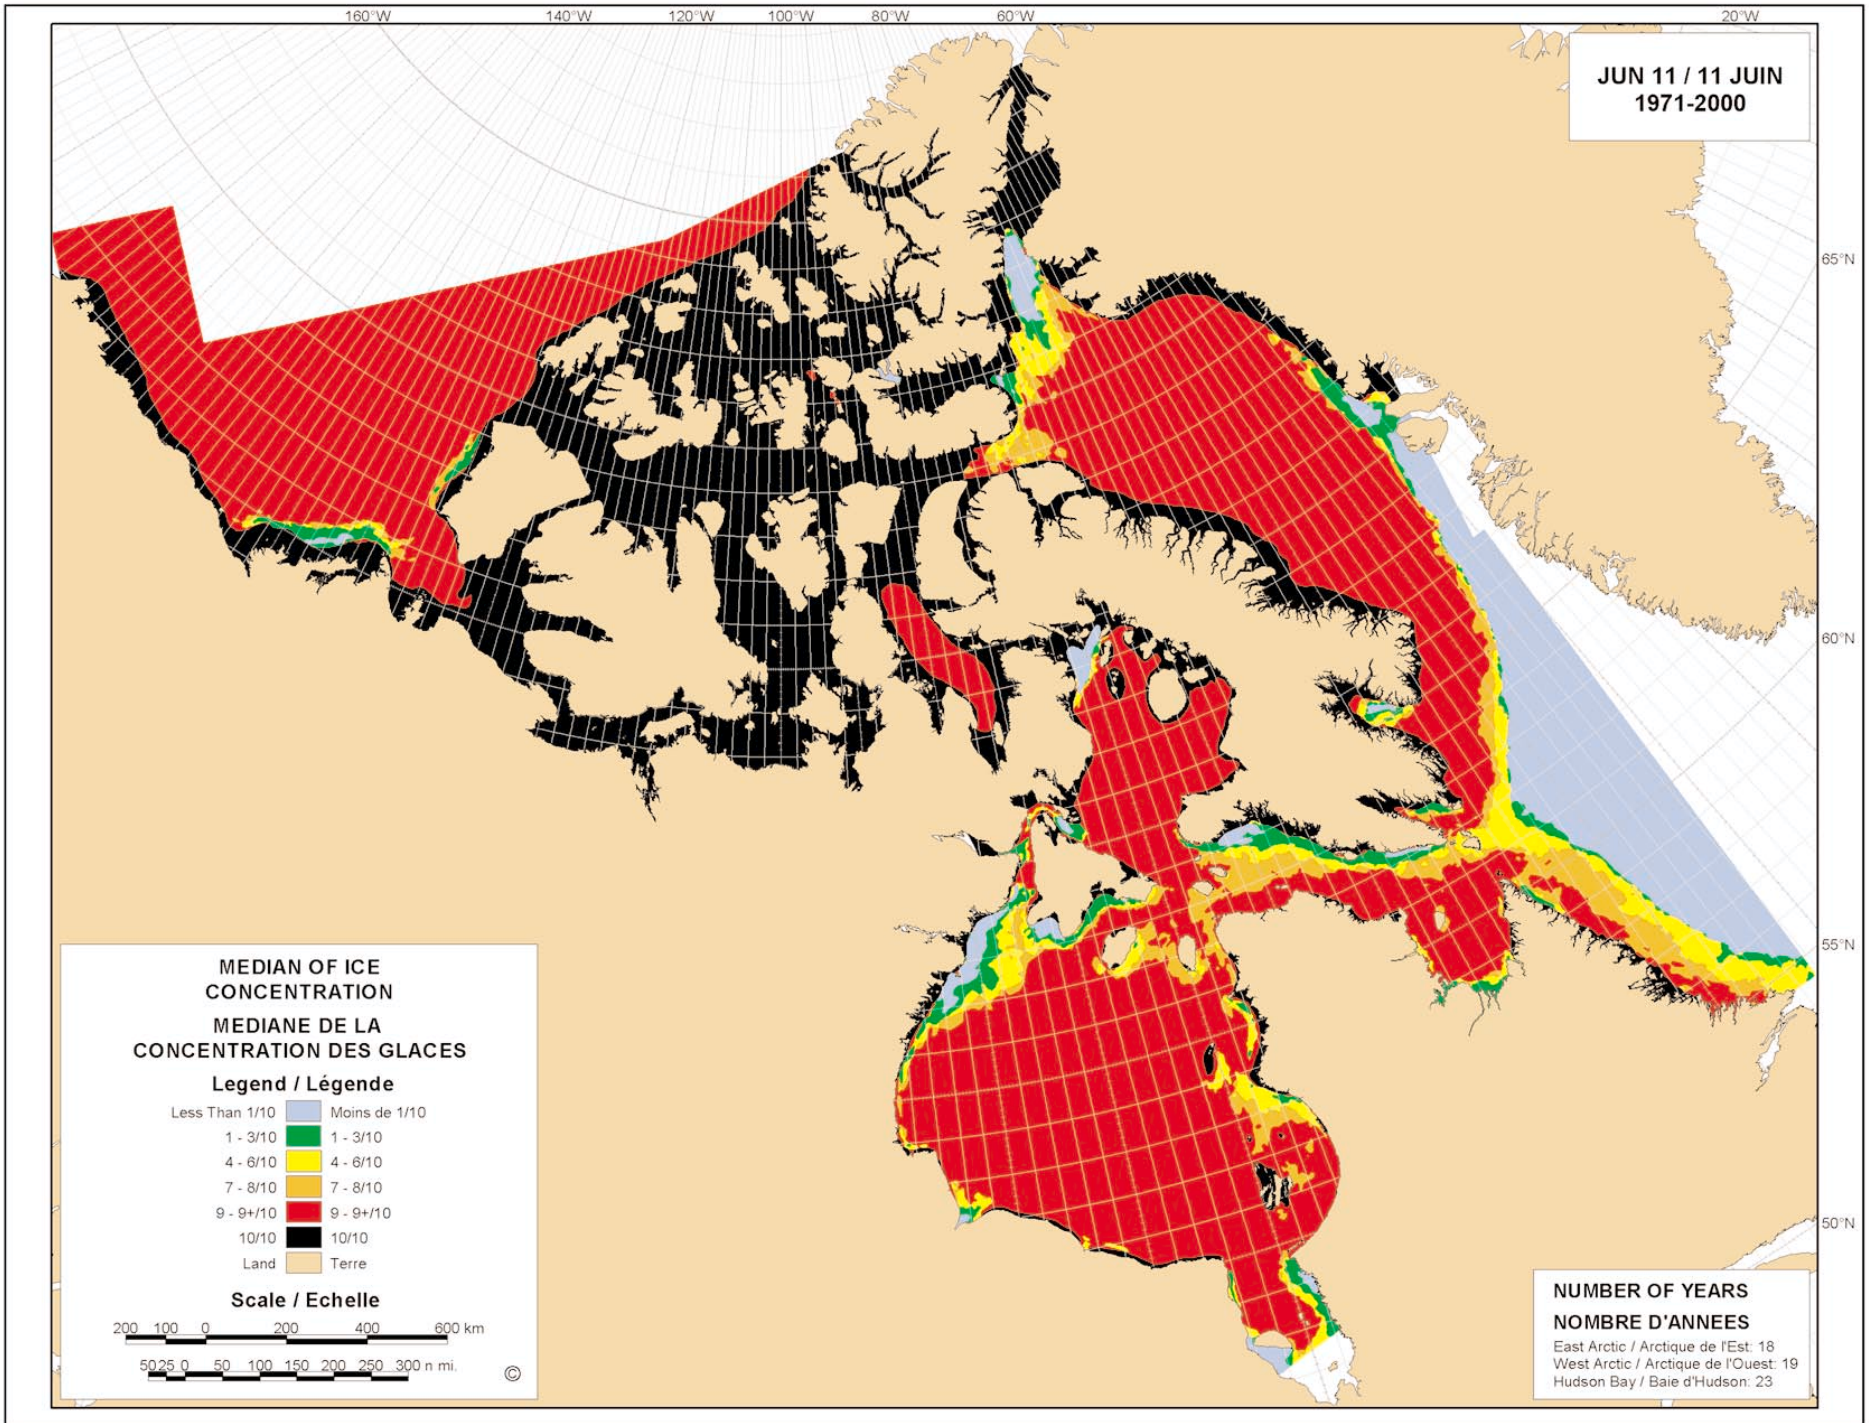 160°W 140°W 120°W 100°W 80°W 60°W 20°W
JUN 11 / 11 JUIN
1971-2000
65°N
60°N
55°N
50°N
MEDIAN OF ICE
CONCENTRATION
MEDIANE DE LA
CONCENTRATION DES GLACES
Legend / Légende
Less Than 1/10 Moins de 1/10
1 - 3/10 1 - 3/10
4 - 6/10 4 - 6/10
7 - 8/10 7 - 8/10
9 - 9+/10 9 - 9+/10
10/10 10/10
Land Terre
Scale / Echelle
200 100 0 200 400 600 km
50 25 0 50 100 150 200 250 300 n mi.
©
NUMBER OF YEARS
NOMBRE D'ANNEES
East Arctic / Arctique de l'Est: 18
West Arctic / Arctique de l'Ouest: 19
Hudson Bay / Baie d'Hudson: 23